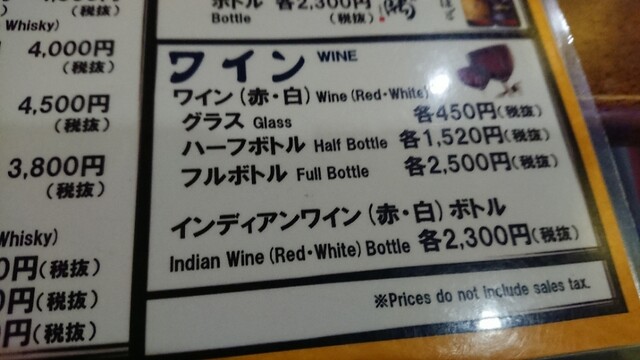 Whisky)
4,000円
(税抜)
4,500円
(税抜)
3,800円
(税抜)
Whisky)
0円(税抜)
0円(税抜)
円(税抜)
ボトル 各2,300円
Bottle (税抜)
ほど
ワイン WINE
ワイン(赤・白) Wine (Red・White)
グラス Glass 各450円(税抜)
ハーフボトル Half Bottle 各1,520円(税抜)
フルボトル Full Bottle 各2,500円(税抜)
インディアンワイン(赤・白)ボトル
Indian Wine (Red・White) Bottle 各2,300円(税抜)
※Prices do not include sales tax.